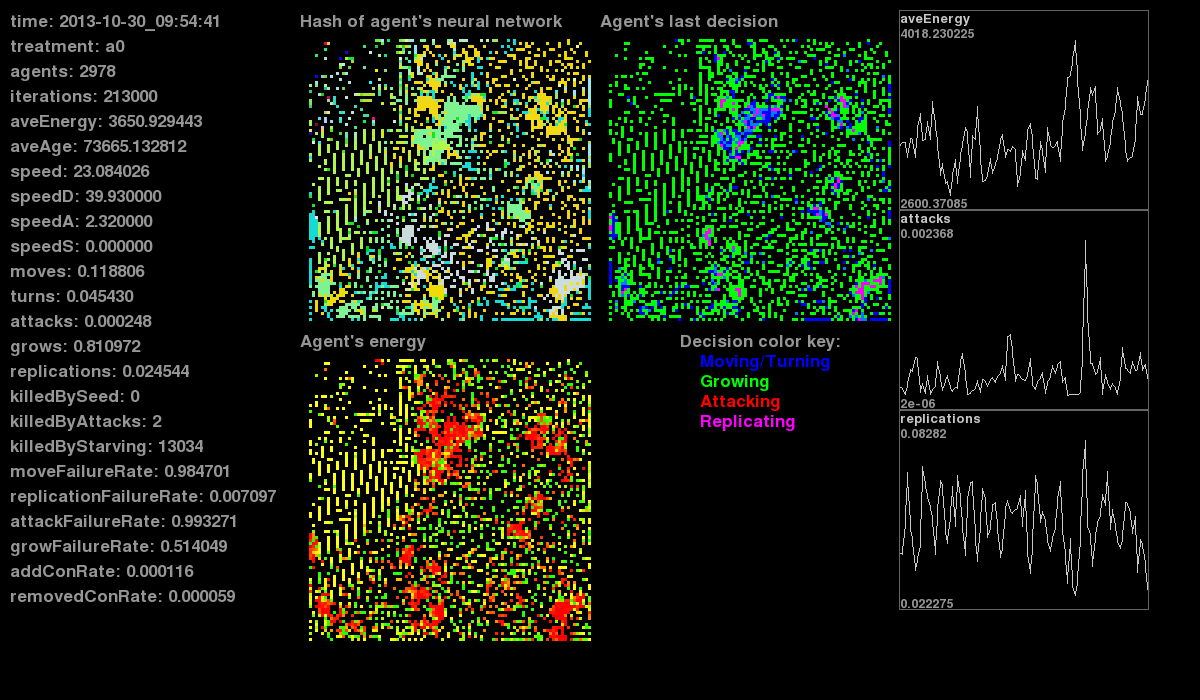 time: 2013-10-30_09:54:41
treatment: a0
agents: 2978
iterations: 213000
aveEnergy: 3650.929443
aveAge: 73665.132812
speed: 23.084026
speedD: 39.930000
speedA: 2.320000
speedS: 0.000000
moves: 0.118806
turns: 0.045430
attacks: 0.000248
grows: 0.810972
replications: 0.024544
killedBySeed: 0
killedByAttacks: 2
killedByStarving: 13034
moveFailureRate: 0.984701
replicationFailureRate: 0.007097
attackFailureRate: 0.993271
growFailureRate: 0.514049
addConRate: 0.000116
removedConRate: 0.000059
Hash of agent's neural network
Agent's last decision
Agent's energy
Decision color key:
Moving/Turning
Growing
Attacking
Replicating
aveEnergy
4018.230225
2600.37085
attacks
0.002368
2e-06
replications
0.08282
0.022275